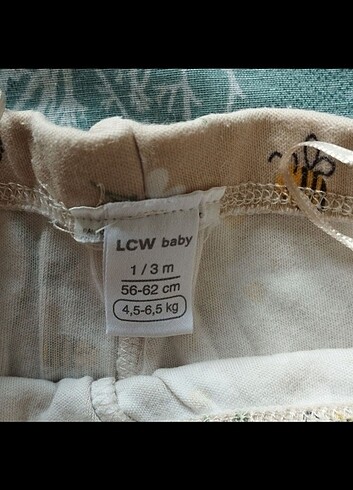 LCW baby
1 / 3 m
56-62 cm
4,5-6,5 kg